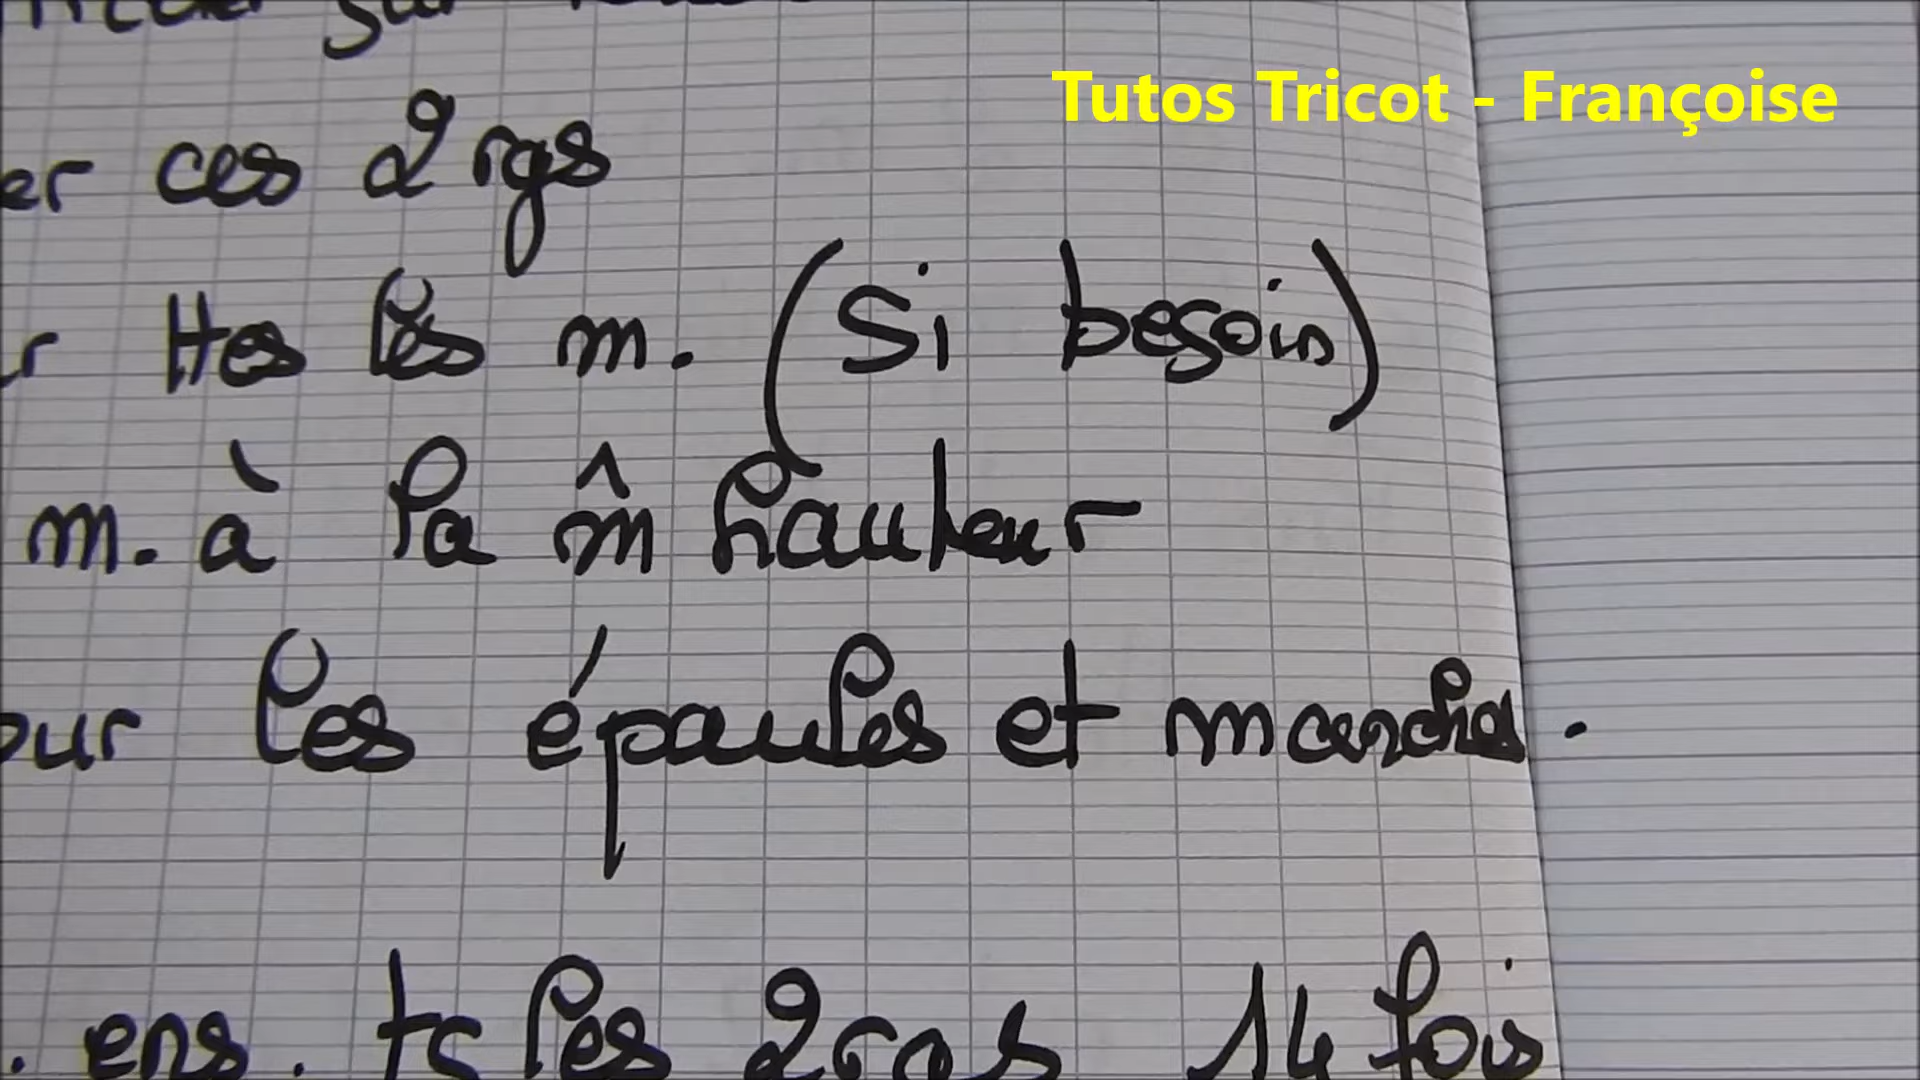 Tutos Tricot - Françoise
er ces 2 rgs
r ttes les m. (si besoin)
m. à la m̂ hauteur
our les épaules et manches.
. ens. ts les 2 rgs 14 fois